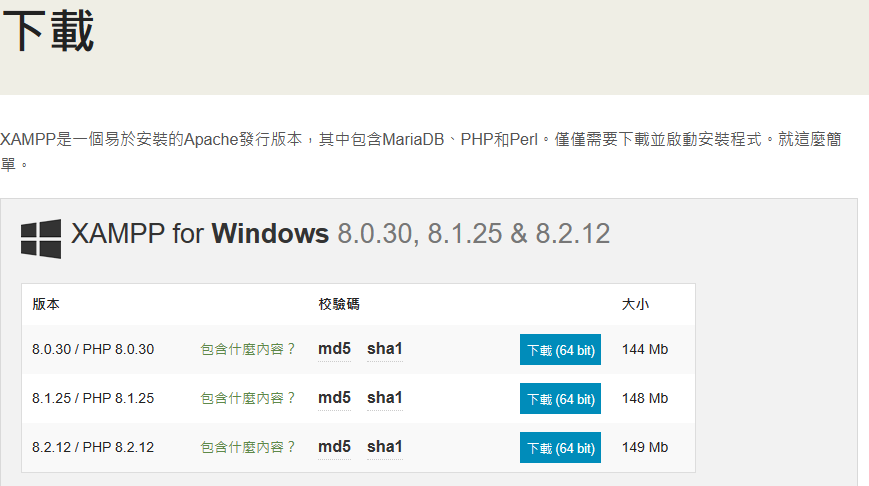 下載
XAMPP是一個易於安裝的Apache發行版本，其中包含MariaDB、PHP和Perl。僅僅需要下載並啟動安裝程式。就這麼簡
單。
XAMPP for Windows 8.0.30, 8.1.25 & 8.2.12
版本 校驗碼 大小
8.0.30 / PHP 8.0.30 包含什麼內容？ md5 sha1 下載 (64 bit) 144 Mb
8.1.25 / PHP 8.1.25 包含什麼內容？ md5 sha1 下載 (64 bit) 148 Mb
8.2.12 / PHP 8.2.12 包含什麼內容？ md5 sha1 下載 (64 bit) 149 Mb